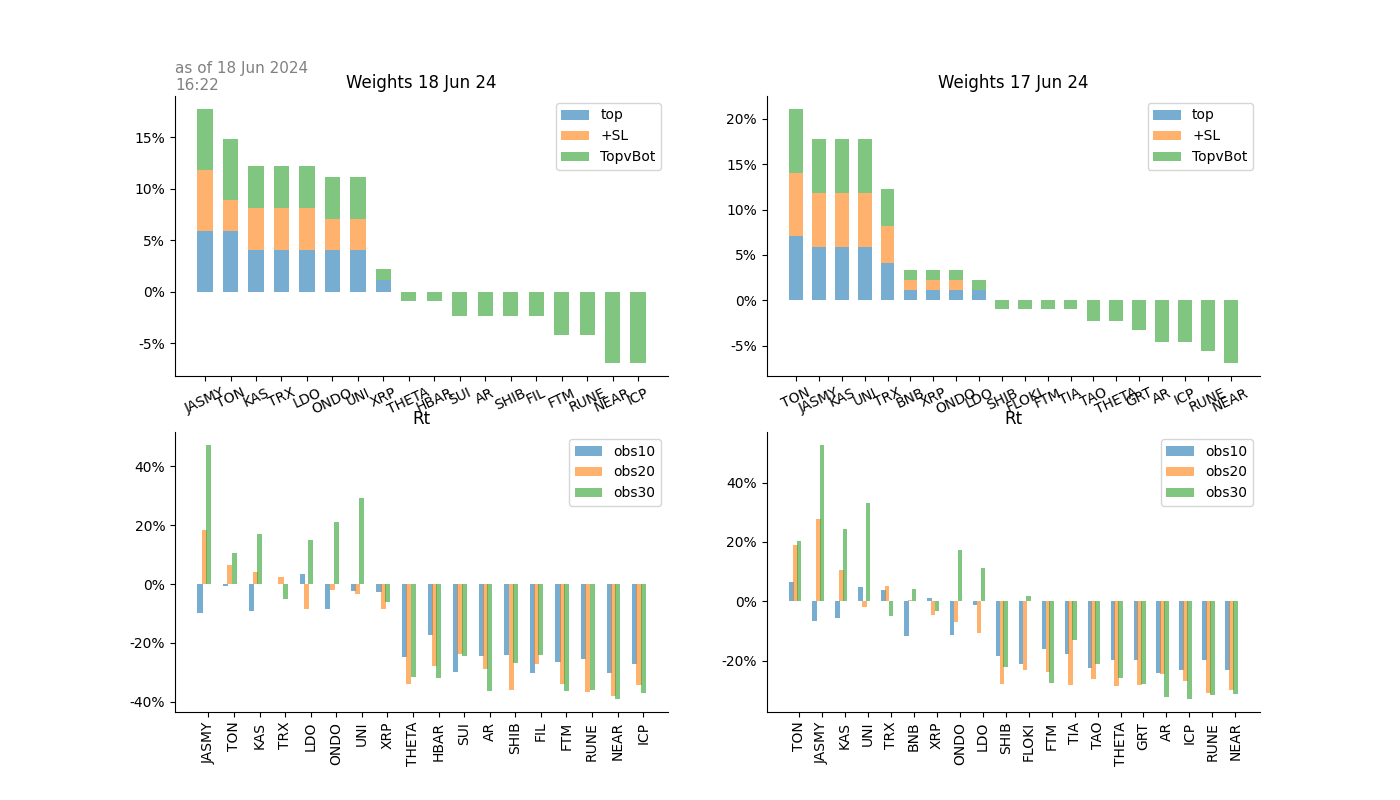 as of 18 Jun 2024
16:22
Weights 18 Jun 24
15%
10%
5%
0%
-5%
top
+SL
TopvBot
JASMY TON KAS TRX LDO ONDO UNI XRP THETA HBAR SUI AR SHIB FIL FTM RUNE NEAR ICP
Weights 17 Jun 24
20%
15%
10%
5%
0%
-5%
top
+SL
TopvBot
TON JASMY KAS UNI TRX BNB XRP ONDO LDO SHIB FLOKI FTM TIA TAO THETA GRT AR ICP RUNE NEAR
Rt
40%
20%
0%
-20%
-40%
obs10
obs20
obs30
JASMY TON KAS TRX LDO ONDO UNI XRP THETA HBAR SUI AR SHIB FIL FTM RUNE NEAR ICP
Rt
40%
20%
0%
-20%
obs10
obs20
obs30
TON JASMY KAS UNI TRX BNB XRP ONDO LDO SHIB FLOKI FTM TIA TAO THETA GRT AR ICP RUNE NEAR